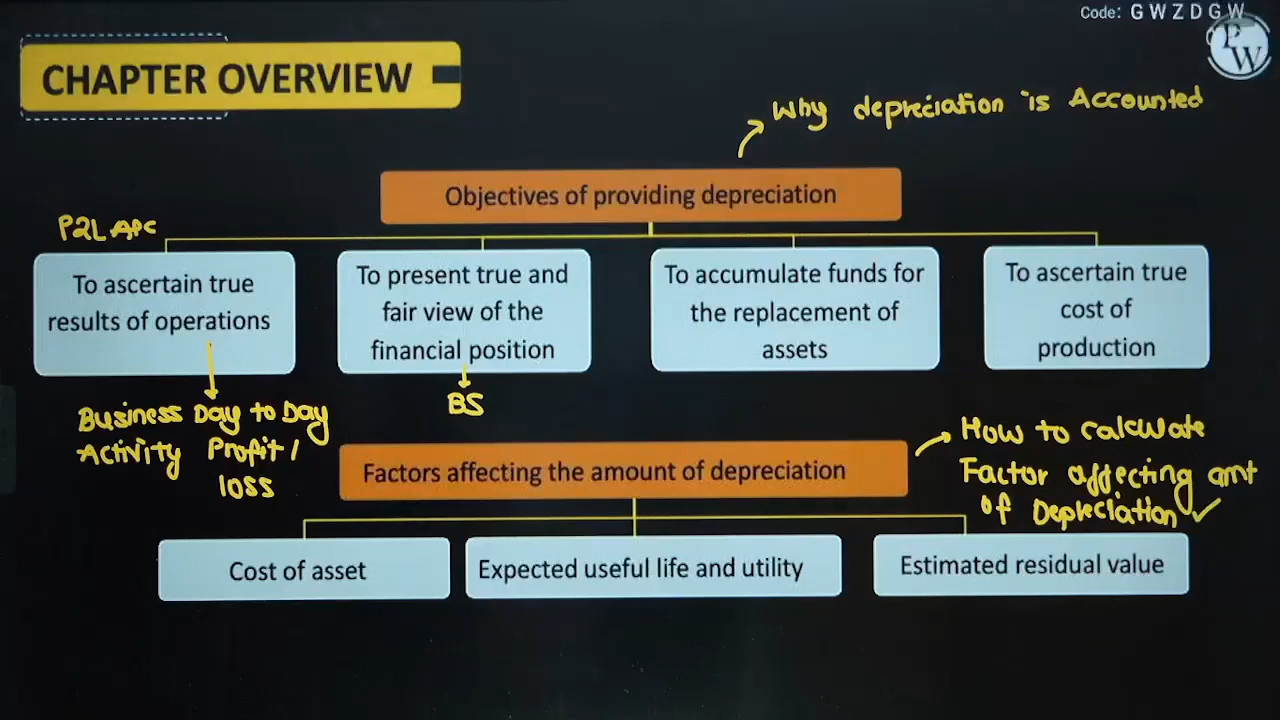 Code: G W Z D G W
PW
CHAPTER OVERVIEW
Why depreciation is Accounted
Objectives of providing depreciation
P2L APC
To ascertain true
results of operations
To present true and
fair view of the
financial position
To accumulate funds for
the replacement of
assets
To ascertain true
cost of
production
Business Day to Day
Activity Profit/
loss
BS
How to calculate
Factor affecting amt
of Depreciation
Factors affecting the amount of depreciation
Cost of asset
Expected useful life and utility
Estimated residual value